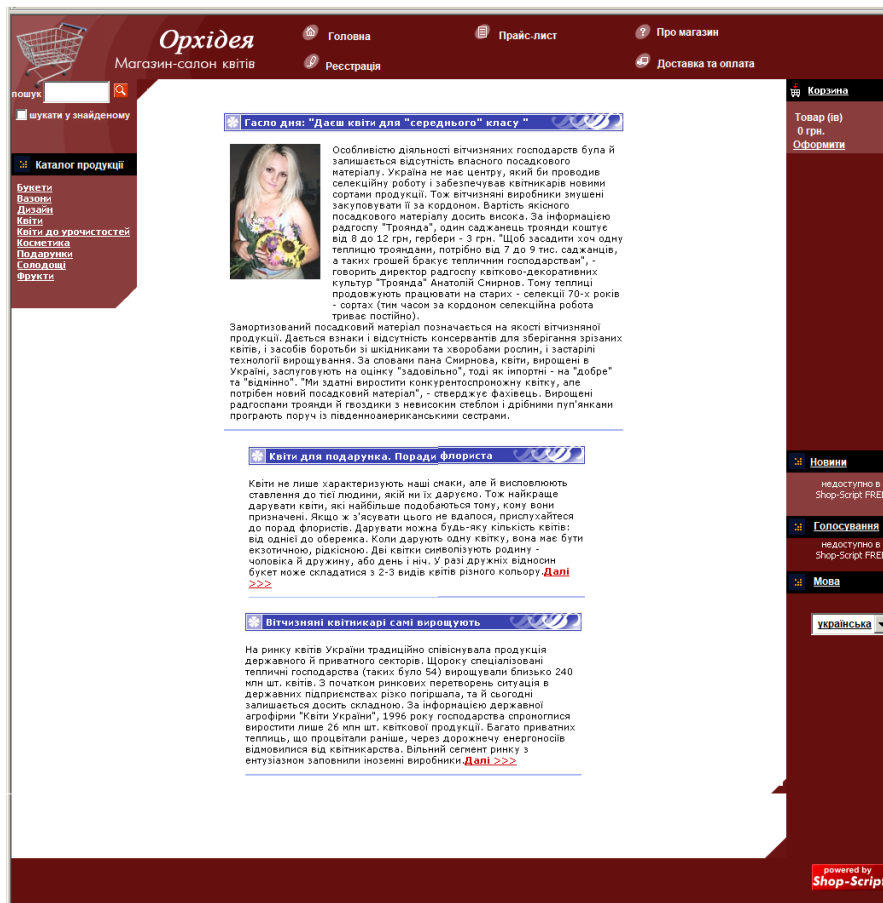 Орхідея
Магазин-салон квітів
Головна
Прайс-лист
Про магазин
Реєстрація
Доставка та оплата
пошук
шукати у знайденому
Каталог продукції
Букети
Вазони
Дизайн
Квіти
Квіти до урочистостей
Косметика
Подарунки
Солодощі
Фрукти
Гасло дня: "Даєш квіти для "середнього" класу "
Особливістю діяльності вітчизняних господарств була й
залишається відсутність власного посадкового
матеріалу. Україна не має центру, який би проводив
селекційну роботу і забезпечував квітникарів новими
сортами продукції. Тож вітчизняні виробники змушені
закуповувати її за кордоном. Вартість якісного
посадкового матеріалу досить висока. За інформацією
радгоспу "Троянда", один саджанець троянди коштує
від 8 до 12 грн, гербери - 3 грн. "Щоб засадити хоч одну
теплицю трояндами, потрібно від 7 до 9 тис. саджанців,
а таких грошей бракує тепличним господарствам", -
говорить директор радгоспу квітково-декоративних
культур "Троянда" Анатолій Смирнов. Тому теплиці
продовжують працювати на старих - селекції 70-х років
- сортах (тим часом за кордоном селекційна робота
триває постійно).
Замортизований посадковий матеріал позначається на якості вітчизняної
продукції. Дається взнаки і відсутність консервантів для зберігання зрізаних
квітів, і засобів боротьби зі шкідниками та хворобами рослин, і застарілі
технології вирощування. За словами пана Смирнова, квіти, вирощені в
Україні, заслуговують на оцінку "задовільно", тоді як імпортні - на "добре"
та "відмінно". "Ми здатні виростити конкурентоспроможну квітку, але
потрібен новий посадковий матеріал", - стверджує фахівець. Вирощені
радгоспами троянди й гвоздики з невисоким стеблом і дрібними пуп'янками
програють поруч із південноамериканськими сестрами.
Квіти для подарунка. Поради флориста
Квіти не лише характеризують наші смаки, але й висловлюють
ставлення до тієї людини, якій ми їх даруємо. Тож найкраще
дарувати квіти, які найбільше подобаються тому, кому вони
призначені. Якщо ж з'ясувати цього не вдалося, прислухайтеся
до порад флористів. Дарувати можна будь-яку кількість квітів:
від однієї до оберемка. Коли дарують одну квітку, вона має бути
екзотичною, рідкісною. Дві квітки символізують родину -
чоловіка й дружину, або день і ніч. У разі дружніх відносин
букет може складатися з 2-3 видів квітів різного кольору.Далі
>>>
Вітчизняні квітникарі самі вирощують
На ринку квітів України традиційно співіснувала продукція
державного й приватного секторів. Щороку спеціалізовані
тепличні господарства (таких було 54) вирощували близько 240
млн шт. квітів. З початком ринкових перетворень ситуація в
державних підприємствах різко погіршала, та й сьогодні
залишається досить складною. За інформацією державної
агрофірми "Квіти України", 1996 року господарства спромоглися
виростити лише 26 млн шт. квіткової продукції. Багато приватних
теплиць, що процвітали раніше, через дорожнечу енергоносіїв
відмовилися від квітникарства. Вільний сегмент ринку з
ентузіазмом заповнили іноземні виробники.Далі >>>
Корзина
Товар (ів)
0 грн.
Оформити
Новини
недоступно в
Shop-Script FREE
Голосування
недоступно в
Shop-Script FREE
Мова
українська
powered by
Shop-Script